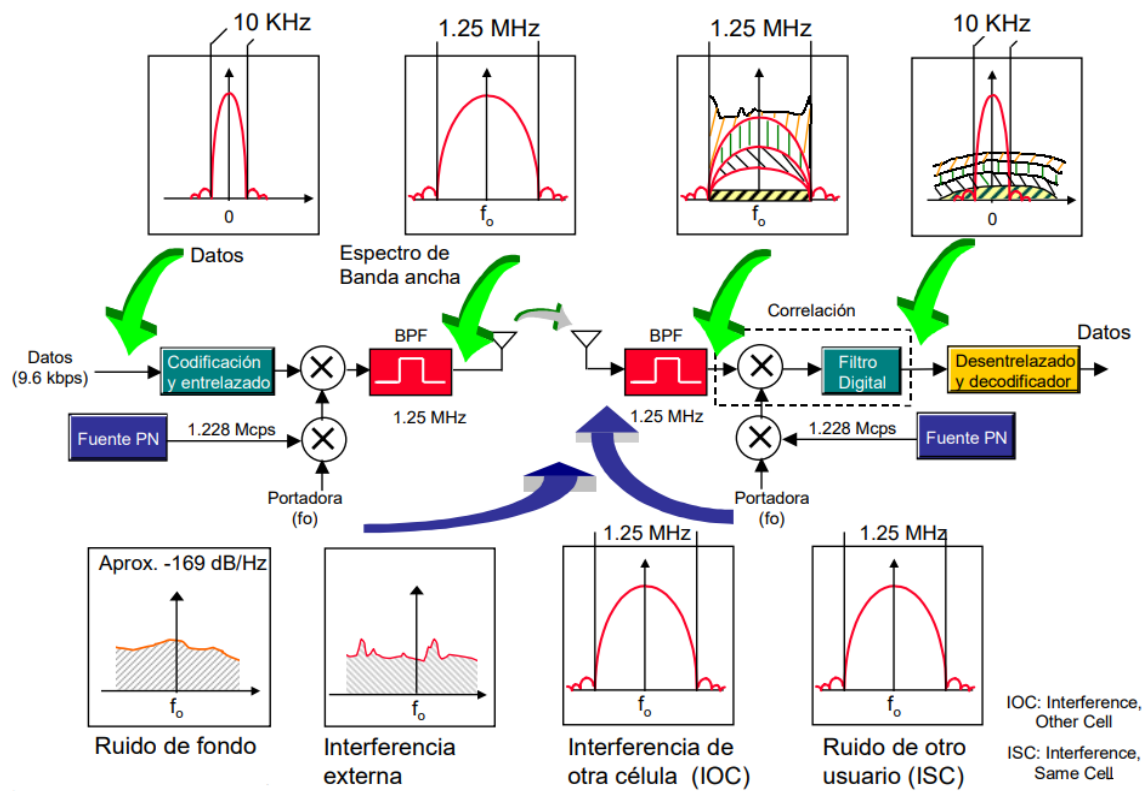 10 KHz
1.25 MHz
1.25 MHz
10 KHz
0
fo
fo
0
Datos
Espectro de
Banda ancha
Correlación
BPF
BPF
Datos
Datos
(9.6 kbps)
Codificación
y entrelazado
Filtro
Digital
Desentrelazado
y decodificador
1.25 MHz
1.25 MHz
Fuente PN
1.228 Mcps
1.228 Mcps
Fuente PN
Portadora
(fo)
Portadora
(fo)
Aprox. -169 dB/Hz
1.25 MHz
1.25 MHz
fo
fo
fo
fo
Ruido de fondo
Interferencia
externa
Interferencia de
otra célula (IOC)
Ruido de otro
usuario (ISC)
IOC: Interference,
Other Cell
ISC: Interference,
Same Cell